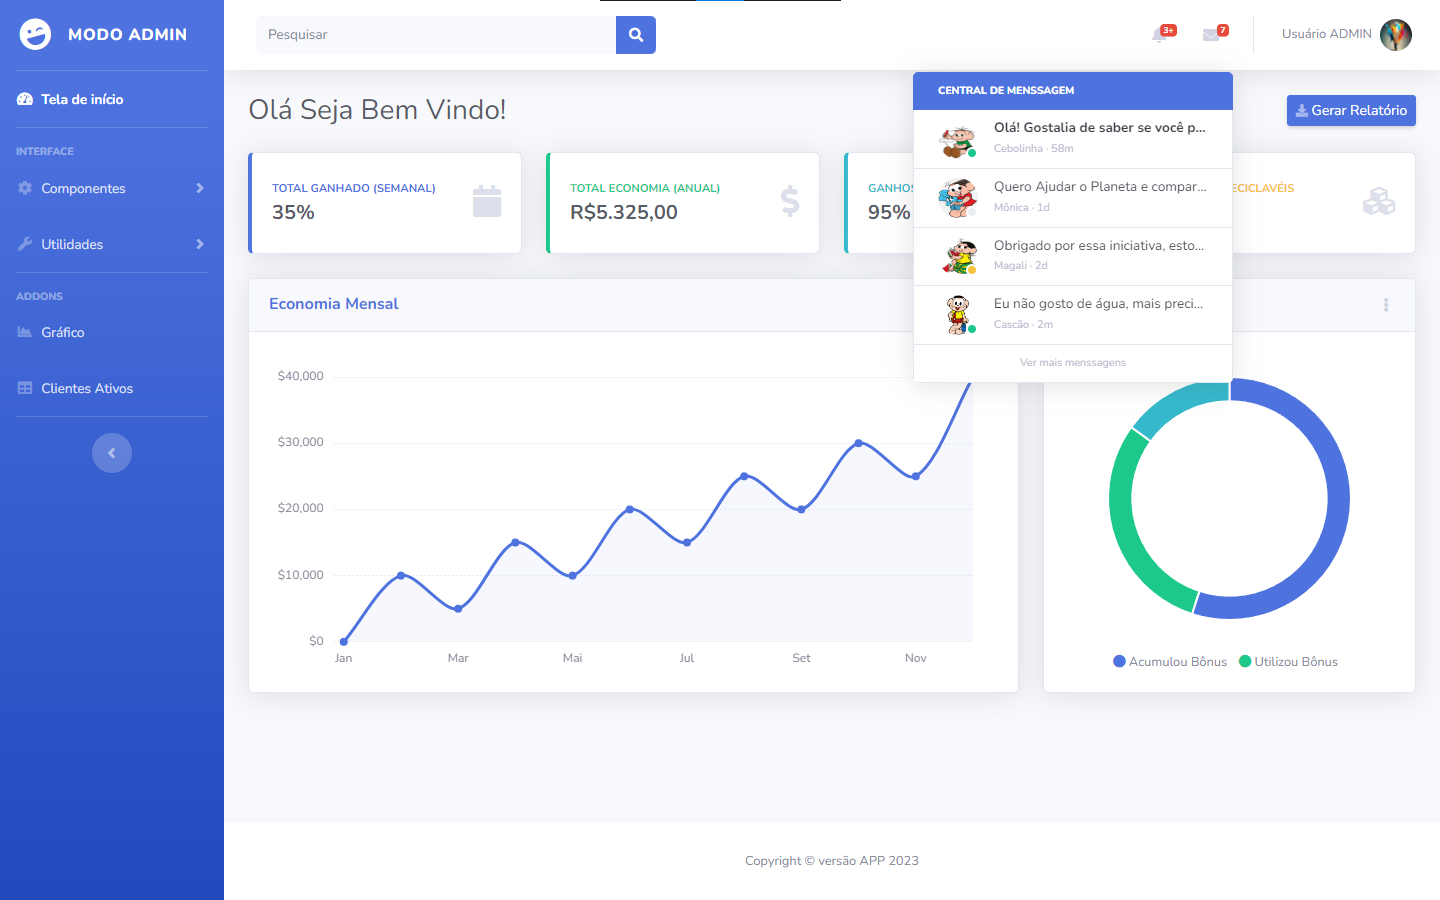 MODO ADMIN
Tela de início
INTERFACE
Componentes
Utilidades
ADDONS
Gráfico
Clientes Ativos
Pesquisar
3+
7
Usuário ADMIN
Olá Seja Bem Vindo!
Gerar Relatório
CENTRAL DE MENSSAGEM
Olá! Gostalia de saber se você p...
Cebolinha · 58m
Quero Ajudar o Planeta e compar...
Mônica · 1d
Obrigado por essa iniciativa, esto...
Magali · 2d
Eu não gosto de água, mais preci...
Cascão · 2m
Ver mais menssagens
TOTAL GANHADO (SEMANAL)
35%
TOTAL ECONOMIA (ANUAL)
R$5.325,00
GANHOS
95%
ECICLAVÉIS
Economia Mensal
$40,000
$30,000
$20,000
$10,000
$0
Jan Mar Mai Jul Set Nov
Acumulou Bônus Utilizou Bônus
Copyright © versão APP 2023